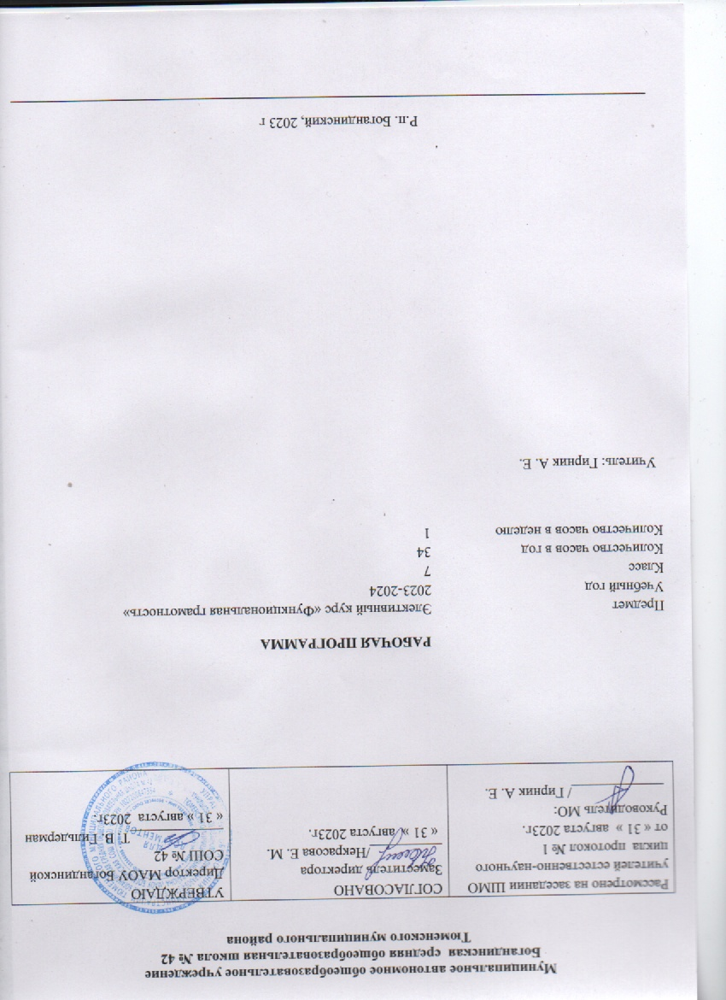 Муниципальное автономное общеобразовательное учреждение
Богандинская средняя общеобразовательная школа № 42
Тюменского муниципального района
Рассмотрено на заседании ШМО
учителей естественно-научного
цикла протокол № 1
от « 31 » августа 2023г.
Руководитель МО:
/ Гирник А. Е.
СОГЛАСОВАНО
Заместитель директора
/Некрасова Е. М.
« 31 » августа 2023г.
УТВЕРЖДАЮ
Директор МАОУ Богандинской
СОШ № 42
Т. В. Гильдерман
« 31 » августа 2023г.
РАБОЧАЯ ПРОГРАММА
Предмет Элективный курс «Функциональная грамотность»
Учебный год 2023-2024
Класс 7
Количество часов в год 34
Количество часов в неделю 1
Учитель: Гирник А. Е.
Р.п. Богандинский, 2023 г